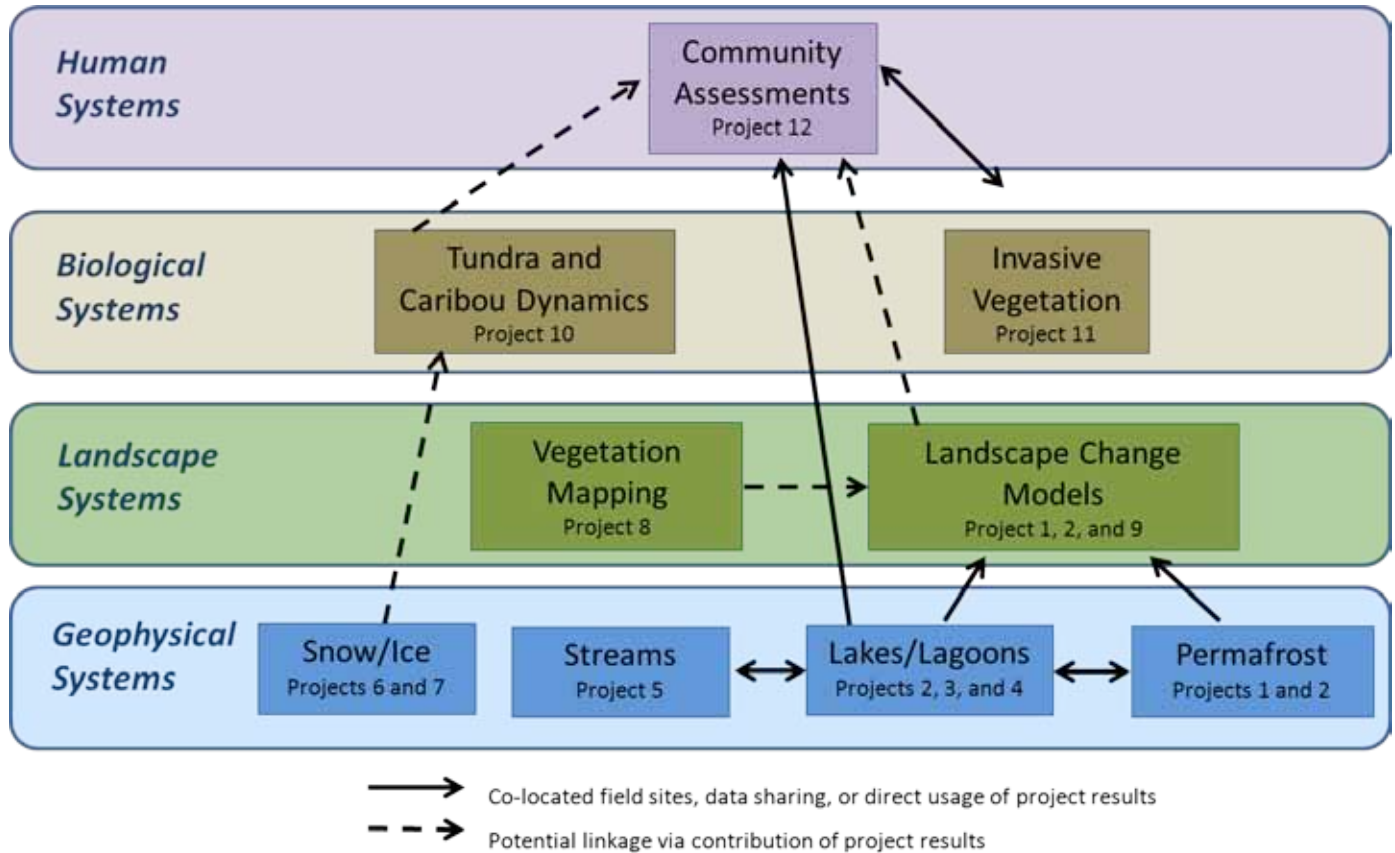 Human
Systems
Community
Assessments
Project 12
Biological
Systems
Tundra and
Caribou Dynamics
Project 10
Invasive
Vegetation
Project 11
Landscape
Systems
Vegetation
Mapping
Project 8
Landscape Change
Models
Project 1, 2, and 9
Geophysical
Systems
Snow/Ice
Projects 6 and 7
Streams
Project 5
Lakes/Lagoons
Projects 2, 3, and 4
Permafrost
Projects 1 and 2
Co-located field sites, data sharing, or direct usage of project results
Potential linkage via contribution of project results